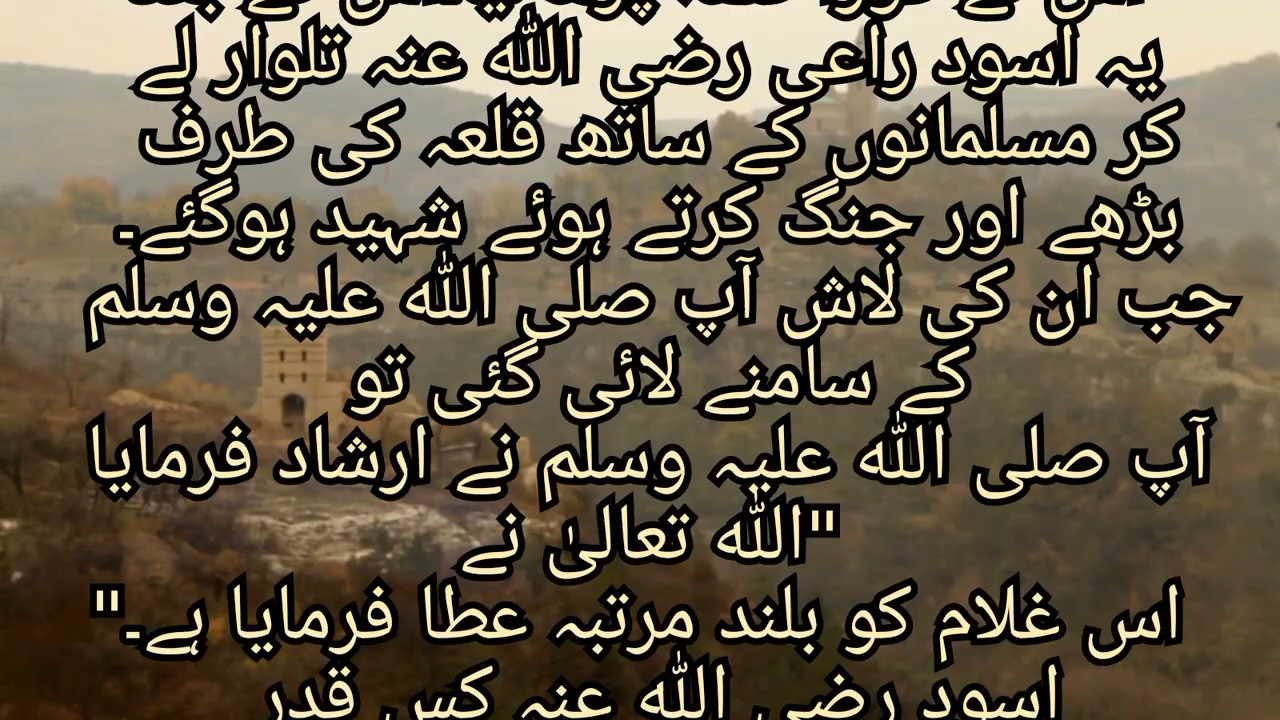 یہ اسود راعی رضی اللہ عنہ تلوار لے
کر مسلمانوں کے ساتھ قلعہ کی طرف
بڑھے اور جنگ کرتے ہوئے شہید ہوگئے۔
جب ان کی لاش آپ صلی اللہ علیہ وسلم
کے سامنے لائی گئی تو
آپ صلی اللہ علیہ وسلم نے ارشاد فرمایا
"اللہ تعالیٰ نے
اس غلام کو بلند مرتبہ عطا فرمایا ہے۔"
اسود رضی اللہ عنہ کس قدر